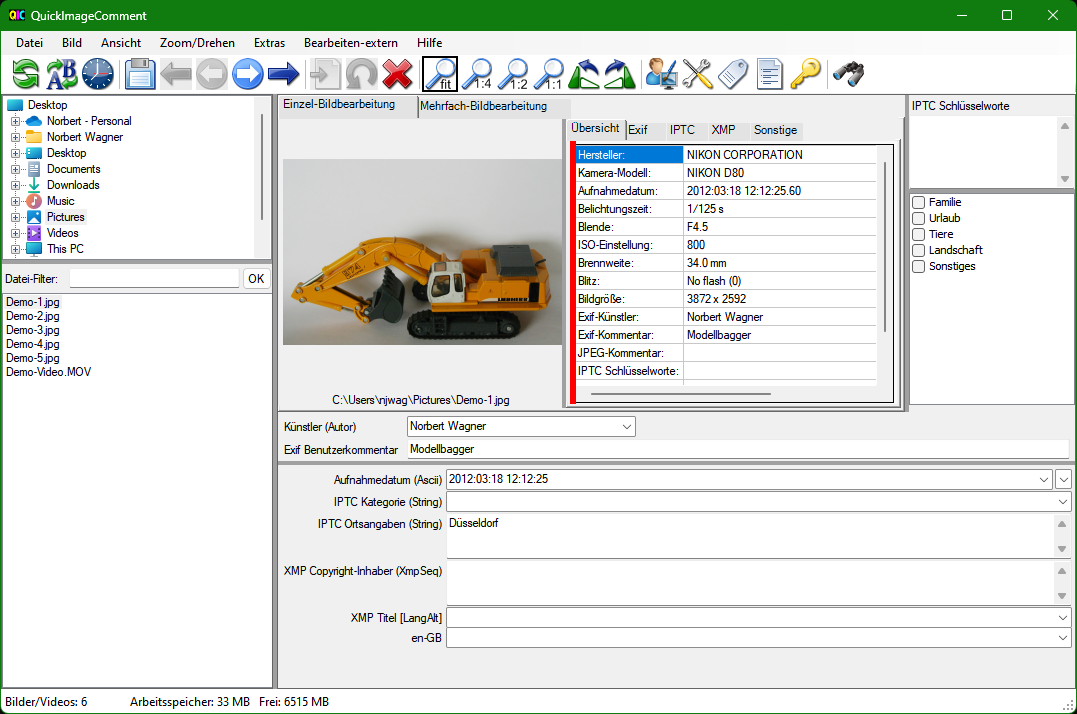 QIC QuickImageComment
Datei Bild Ansicht Zoom/Drehen Extras Bearbeiten-extern Hilfe
AB fit 1:4 1:2 1:1
Desktop
Norbert - Personal
Norbert Wagner
Desktop
Documents
Downloads
Music
Pictures
Videos
This PC
Datei-Filter: OK
Demo-1.jpg
Demo-2.jpg
Demo-3.jpg
Demo-4.jpg
Demo-5.jpg
Demo-Video.MOV
Einzel-Bildbearbeitung Mehrfach-Bildbearbeitung
974
LIEBHERR
C:\Users\njwag\Pictures\Demo-1.jpg
Übersicht Exif IPTC XMP Sonstige
Hersteller: NIKON CORPORATION
Kamera-Modell: NIKON D80
Aufnahmedatum: 2012:03:18 12:12:25.60
Belichtungszeit: 1/125 s
Blende: F4.5
ISO-Einstellung: 800
Brennweite: 34.0 mm
Blitz: No flash (0)
Bildgröße: 3872 x 2592
Exif-Künstler: Norbert Wagner
Exif-Kommentar: Modellbagger
JPEG-Kommentar:
IPTC Schlüsselworte:
IPTC Schlüsselworte
Familie
Urlaub
Tiere
Landschaft
Sonstiges
Künstler (Autor) Norbert Wagner
Exif Benutzerkommentar Modellbagger
Aufnahmedatum (Ascii) 2012:03:18 12:12:25
IPTC Kategorie (String)
IPTC Ortsangaben (String) Düsseldorf
XMP Copyright-Inhaber (XmpSeq)
XMP Titel [LangAlt]
en-GB
Bilder/Videos: 6 Arbeitsspeicher: 33 MB Frei: 6515 MB